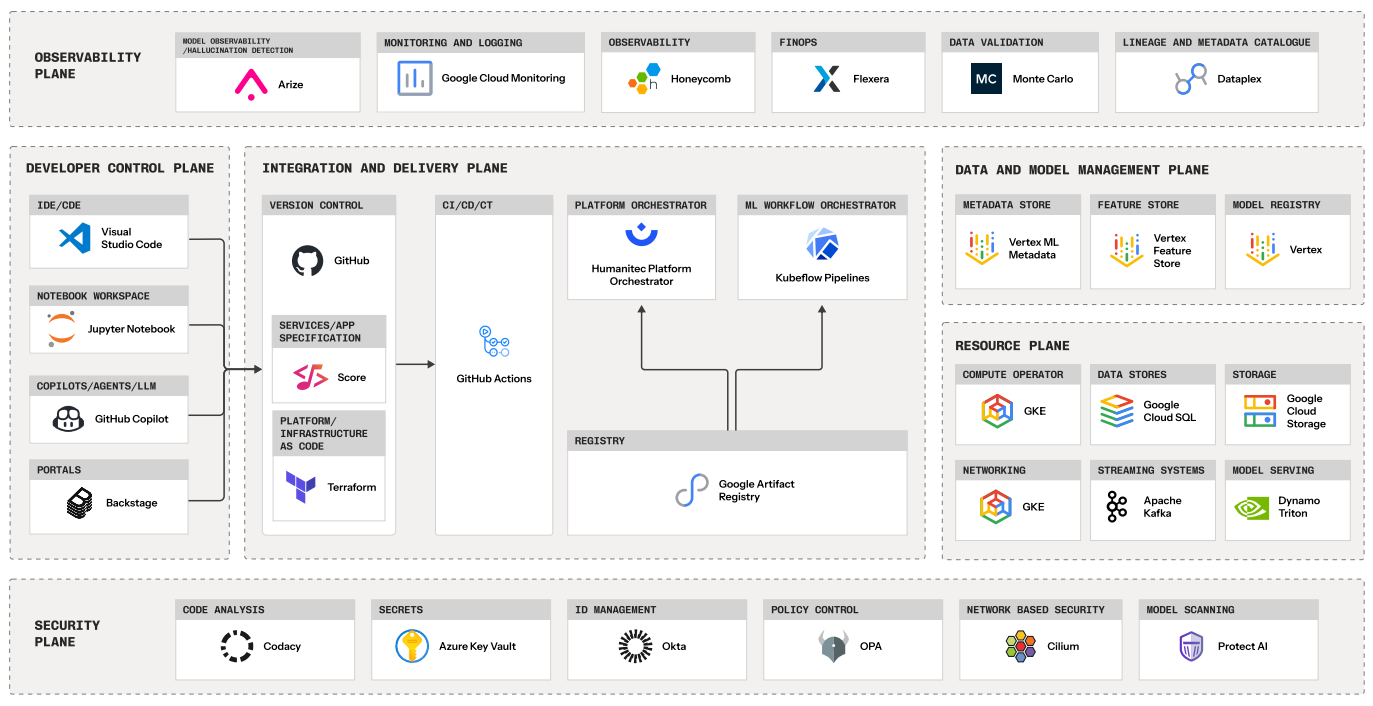 OBSERVABILITY
PLANE
MODEL OBSERVABILITY
/HALLUCINATION DETECTION
Arize
MONITORING AND LOGGING
Google Cloud Monitoring
OBSERVABILITY
h
Honeycomb
FINOPS
Flexera
DATA VALIDATION
MC
Monte Carlo
LINEAGE AND METADATA CATALOGUE
Dataplex
DEVELOPER CONTROL PLANE
IDE/CDE
Visual
Studio Code
NOTEBOOK WORKSPACE
Jupyter Notebook
COPILOTS/AGENTS/LLM
GitHub Copilot
PORTALS
Backstage
INTEGRATION AND DELIVERY PLANE
VERSION CONTROL
GitHub
SERVICES/APP
SPECIFICATION
Score
PLATFORM/
INFRASTRUCTURE
AS CODE
Terraform
CI/CD/CT
GitHub Actions
PLATFORM ORCHESTRATOR
Humanitec Platform
Orchestrator
ML WORKFLOW ORCHESTRATOR
Kubeflow Pipelines
REGISTRY
Google Artifact
Registry
DATA AND MODEL MANAGEMENT PLANE
METADATA STORE
Vertex ML
Metadata
FEATURE STORE
Vertex
Feature
Store
MODEL REGISTRY
Vertex
RESOURCE PLANE
COMPUTE OPERATOR
GKE
DATA STORES
Google
Cloud SQL
STORAGE
Google
Cloud
Storage
NETWORKING
GKE
STREAMING SYSTEMS
Apache
Kafka
MODEL SERVING
Dynamo
Triton
SECURITY
PLANE
CODE ANALYSIS
Codacy
SECRETS
Azure Key Vault
ID MANAGEMENT
Okta
POLICY CONTROL
OPA
NETWORK BASED SECURITY
Cilium
MODEL SCANNING
Protect AI